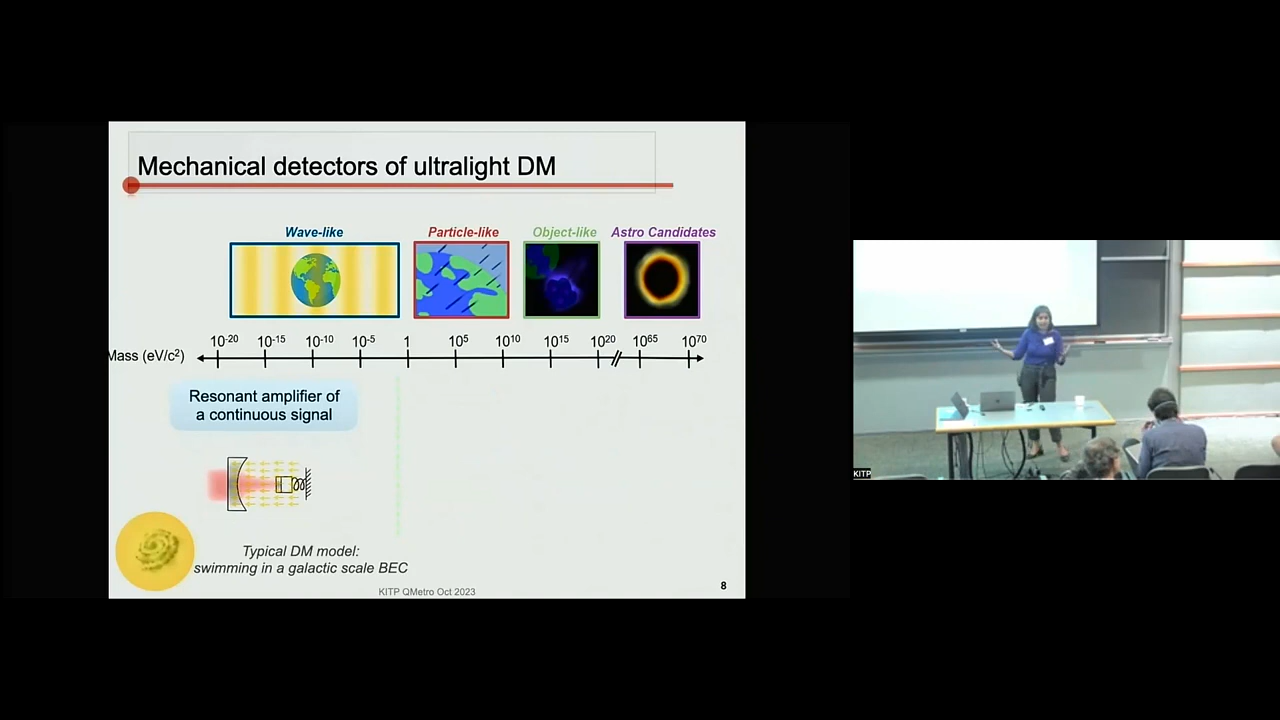 Mechanical detectors of ultralight DM
Wave-like
Particle-like
Object-like
Astro Candidates
Mass (eV/c²)
10⁻²⁰
10⁻¹⁵
10⁻¹⁰
10⁻⁵
1
10⁵
10¹⁰
10¹⁵
10²⁰
10⁶⁵
10⁷⁰
Resonant amplifier of
a continuous signal
Typical DM model:
swimming in a galactic scale BEC
KITP QMetro Oct 2023
8
KITP